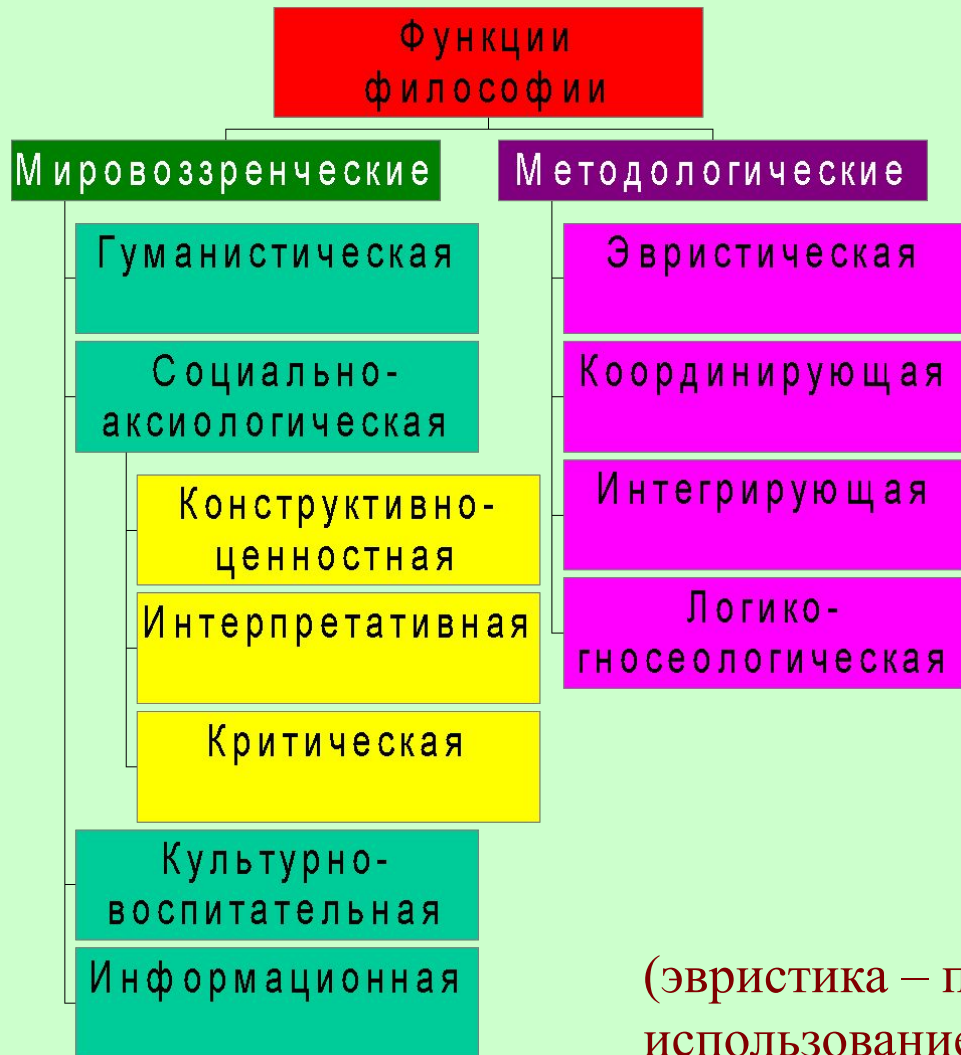 Функции
философии
Мировоззренческие
Методологические
Гуманистическая
Социально-
аксиологическая
Конструктивно-
ценностная
Интерпретативная
Критическая
Культурно-
воспитательная
Информационная
Эвристическая
Координирующая
Интегрирующая
Логико-
гносеологическая
(эвристика –
использование